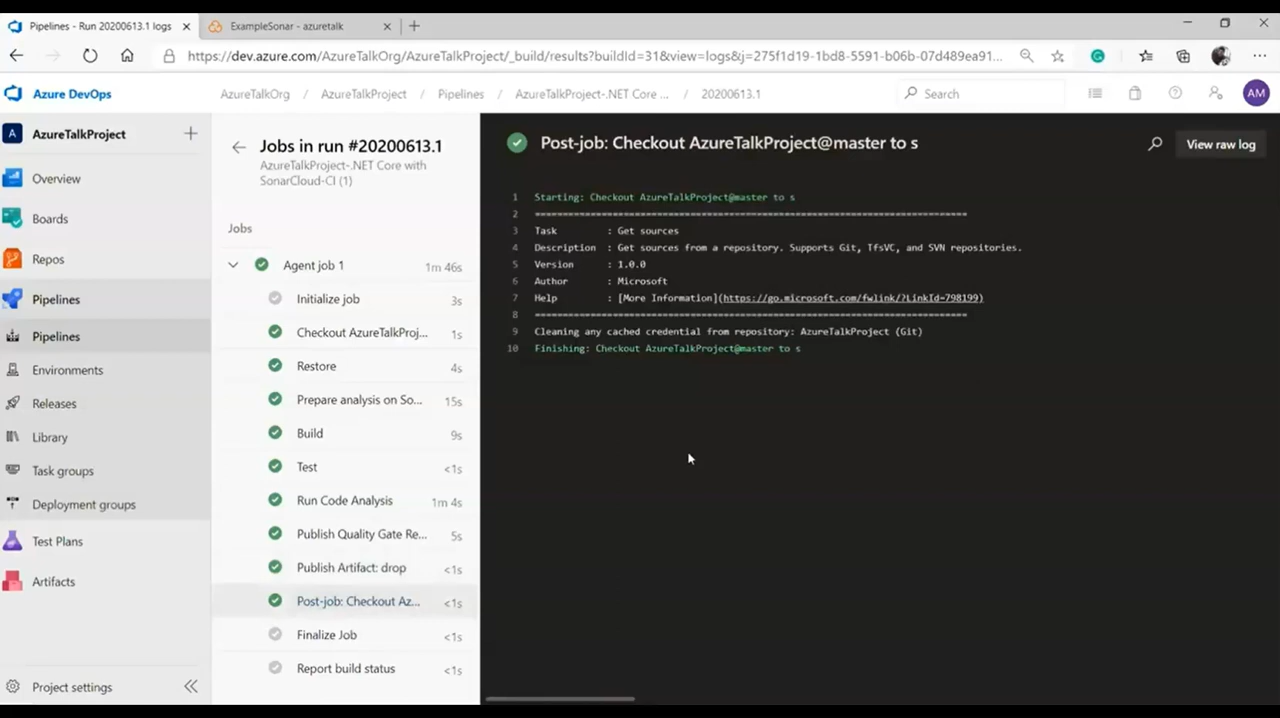 Pipelines - Run 20200613.1 logs
ExampleSonar - azuretalk
https://dev.azure.com/AzureTalkOrg/AzureTalkProject/_build/results?buildId=31&view=logs&j=275f1d19-1bd8-5591-b06b-07d489ea91...
Azure DevOps
AzureTalkOrg / AzureTalkProject / Pipelines / AzureTalkProject-.NET Core ... / 20200613.1
Search
AM
A AzureTalkProject
Overview
Boards
Repos
Pipelines
Pipelines
Environments
Releases
Library
Task groups
Deployment groups
Test Plans
Artifacts
Project settings
Jobs in run #20200613.1
AzureTalkProject-.NET Core with
SonarCloud-CI (1)
Jobs
Agent job 1 1m 46s
Initialize job 3s
Checkout AzureTalkProj... 1s
Restore 4s
Prepare analysis on So... 15s
Build 9s
Test <1s
Run Code Analysis 1m 4s
Publish Quality Gate Re... 5s
Publish Artifact: drop <1s
Post-job: Checkout Az... <1s
Finalize Job <1s
Report build status <1s
Post-job: Checkout AzureTalkProject@master to s
View raw log
1 Starting: Checkout AzureTalkProject@master to s
2 ==============================================================================
3 Task : Get sources
4 Description : Get sources from a repository. Supports Git, TfsVC, and SVN repositories.
5 Version : 1.0.0
6 Author : Microsoft
7 Help : [More Information](https://go.microsoft.com/fwlink/?LinkId=798199)
8 ==============================================================================
9 Cleaning any cached credential from repository: AzureTalkProject (Git)
10 Finishing: Checkout AzureTalkProject@master to s